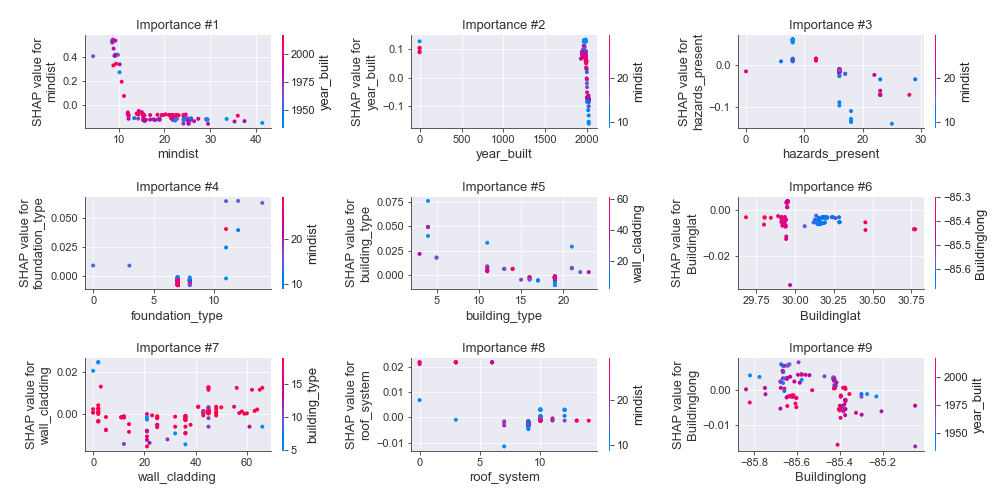 Importance #1
SHAP value for
mindist
0.4
0.2
0.0
10
20
30
40
mindist
2000
1975
1950
year_built
Importance #2
SHAP value for
year_built
0.1
0.0
−0.1
0
500
1000
1500
2000
year_built
20
10
mindist
Importance #3
SHAP value for
hazards_present
0.0
−0.1
0
10
20
30
hazards_present
20
10
mindist
Importance #4
SHAP value for
foundation_type
0.050
0.025
0.000
0
5
10
foundation_type
20
10
mindist
Importance #5
SHAP value for
building_type
0.075
0.050
0.025
0.000
5
10
15
20
building_type
60
40
20
wall_cladding
Importance #6
SHAP value for
Buildinglat
0.00
−0.02
29.75
30.00
30.25
30.50
30.75
Buildinglat
−85.3
−85.4
−85.5
−85.6
Buildinglong
Importance #7
SHAP value for
wall_cladding
0.02
0.00
0
20
40
60
wall_cladding
15
10
5
building_type
Importance #8
SHAP value for
roof_system
0.02
0.01
0.00
−0.01
0
5
10
roof_system
20
10
mindist
Importance #9
SHAP value for
Buildinglong
0.00
−0.01
−85.8
−85.6
−85.4
−85.2
Buildinglong
2000
1975
1950
year_built